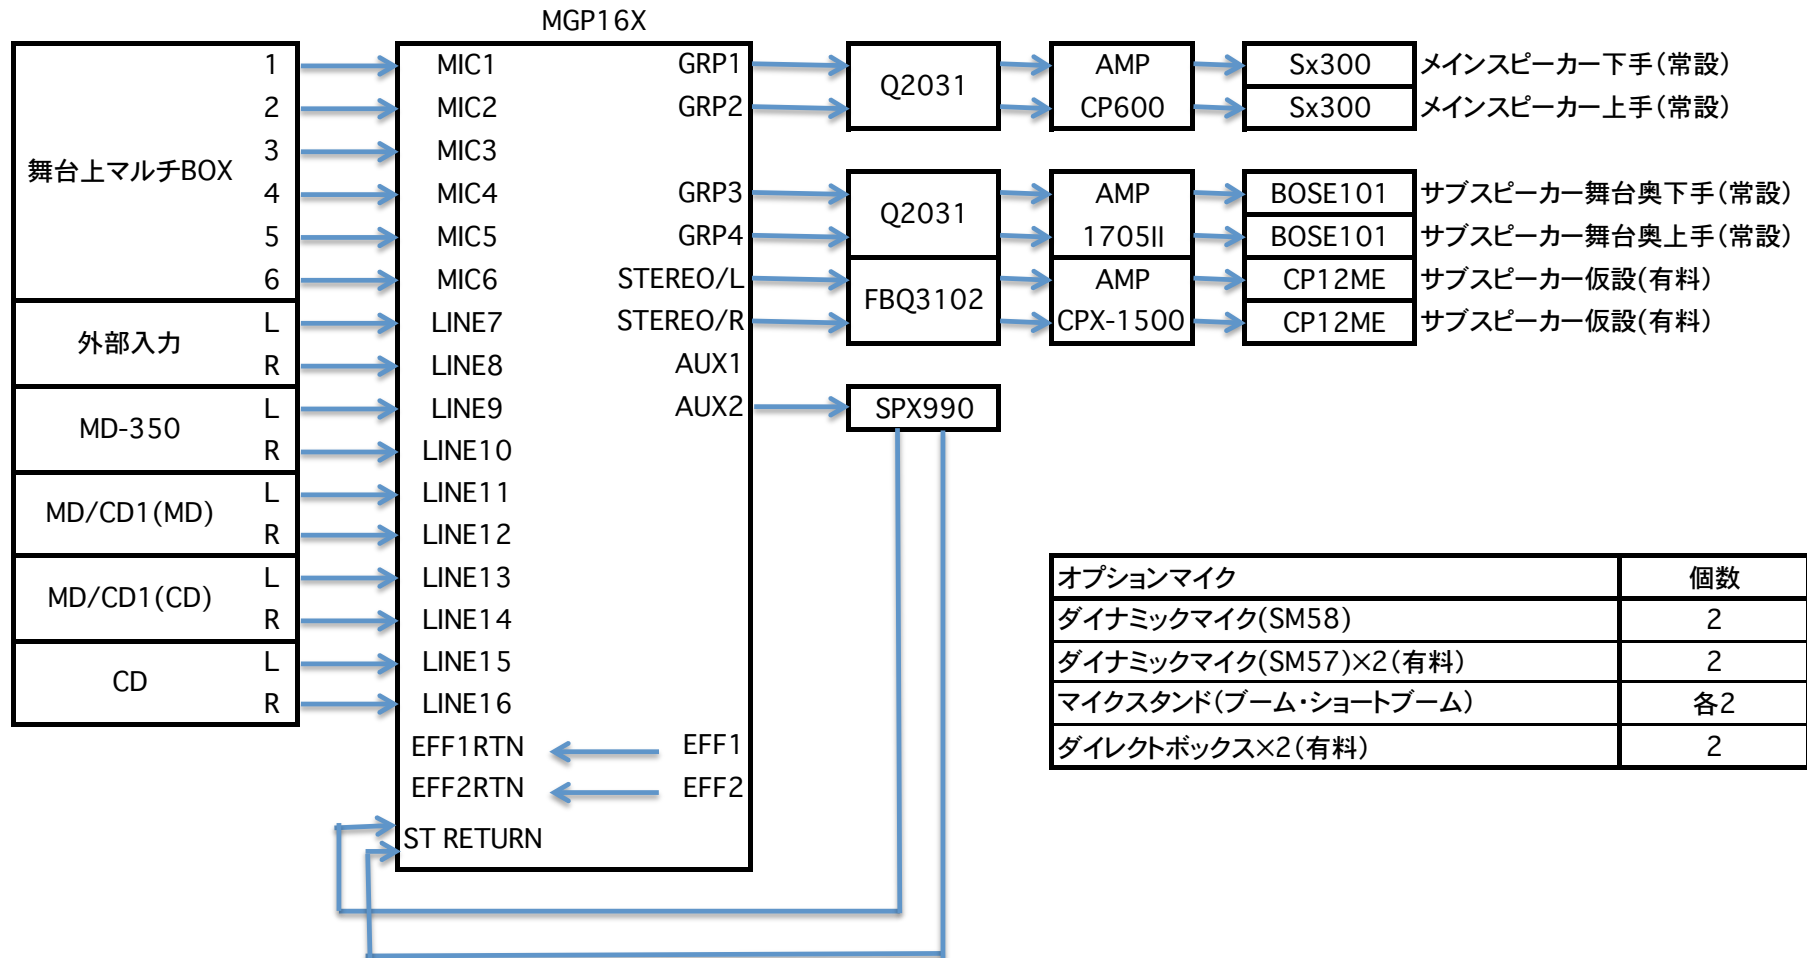 MGP16X
舞台上マルチBOX
1
2
3
4
5
6
外部入力
L
R
MD-350
L
R
MD/CD1(MD)
L
R
MD/CD1(CD)
L
R
CD
L
R
MIC1
MIC2
MIC3
MIC4
MIC5
MIC6
LINE7
LINE8
LINE9
LINE10
LINE11
LINE12
LINE13
LINE14
LINE15
LINE16
EFF1RTN
EFF2RTN
ST RETURN
GRP1
GRP2
GRP3
GRP4
STEREO/L
STEREO/R
AUX1
AUX2
EFF1
EFF2
Q2031
Q2031
FBQ3102
SPX990
AMP
CP600
AMP
1705II
AMP
CPX-1500
Sx300 メインスピーカー下手(常設)
Sx300 メインスピーカー上手(常設)
BOSE101 サブスピーカー舞台奥下手(常設)
BOSE101 サブスピーカー舞台奥上手(常設)
CP12ME サブスピーカー仮設(有料)
CP12ME サブスピーカー仮設(有料)
オプションマイク 個数
ダイナミックマイク(SM58) 2
ダイナミックマイク(SM57)×2(有料) 2
マイクスタンド(ブーム・ショートブーム) 各2
ダイレクトボックス×2(有料) 2